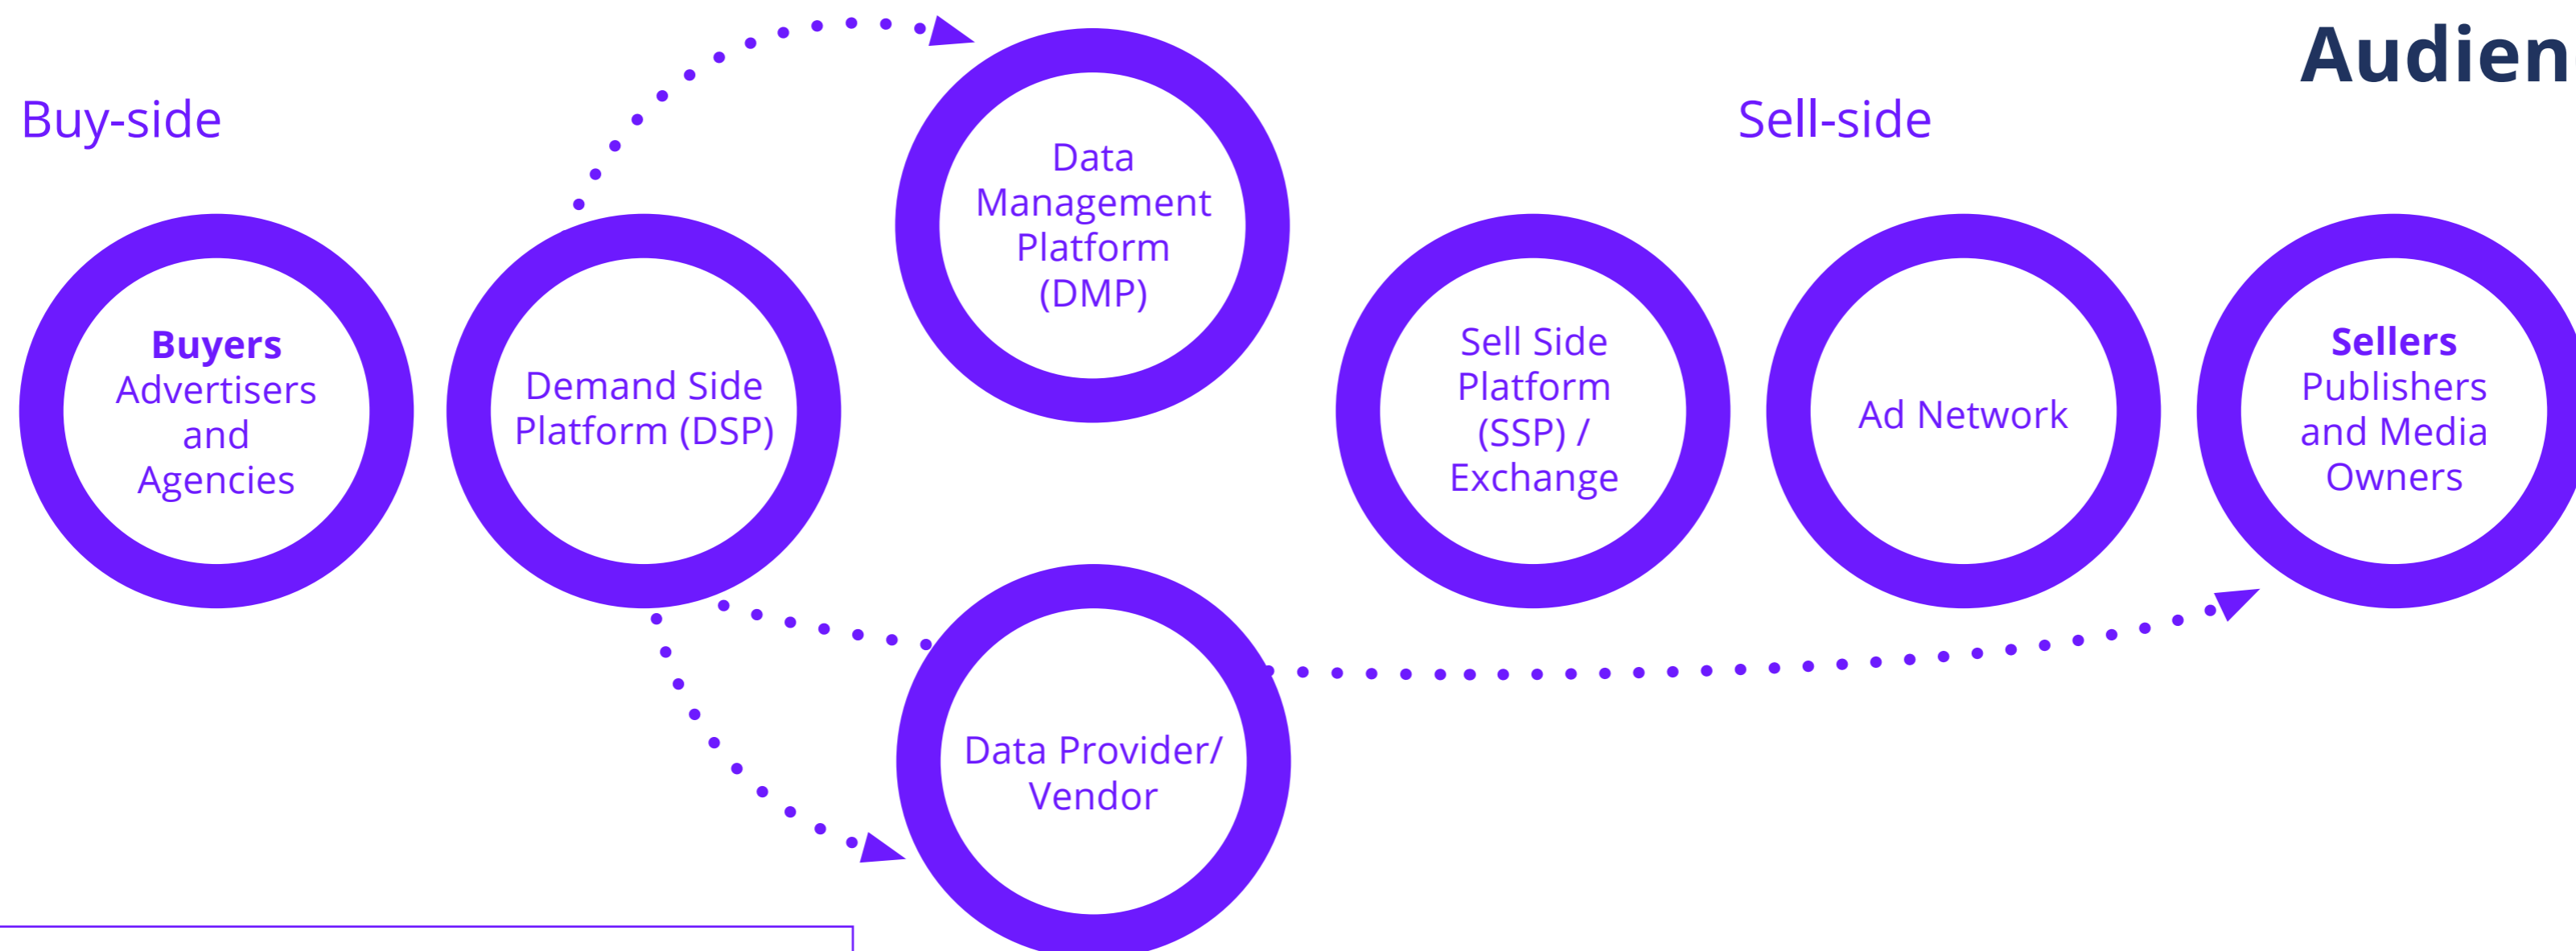 Audien
Buy-side
Sell-side
Buyers
Advertisers
and
Agencies
Demand Side
Platform (DSP)
Data
Management
Platform
(DMP)
Data Provider/
Vendor
Sell Side
Platform
(SSP) /
Exchange
Ad Network
Sellers
Publishers
and Media
Owners